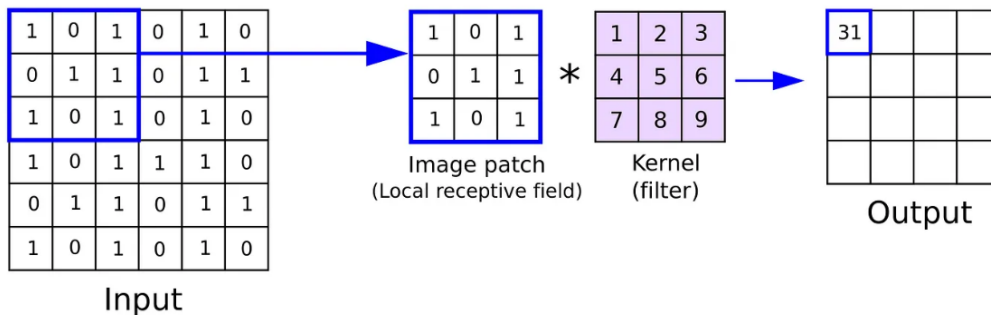 1 0 1 0 1 0
0 1 1 0 1 1
1 0 1 0 1 0
1 0 1 1 1 0
0 1 1 0 1 1
1 0 1 0 1 0
Input
1 0 1
0 1 1
1 0 1
Image patch
(Local receptive field)
*
1 2 3
4 5 6
7 8 9
Kernel
(filter)
31
Output